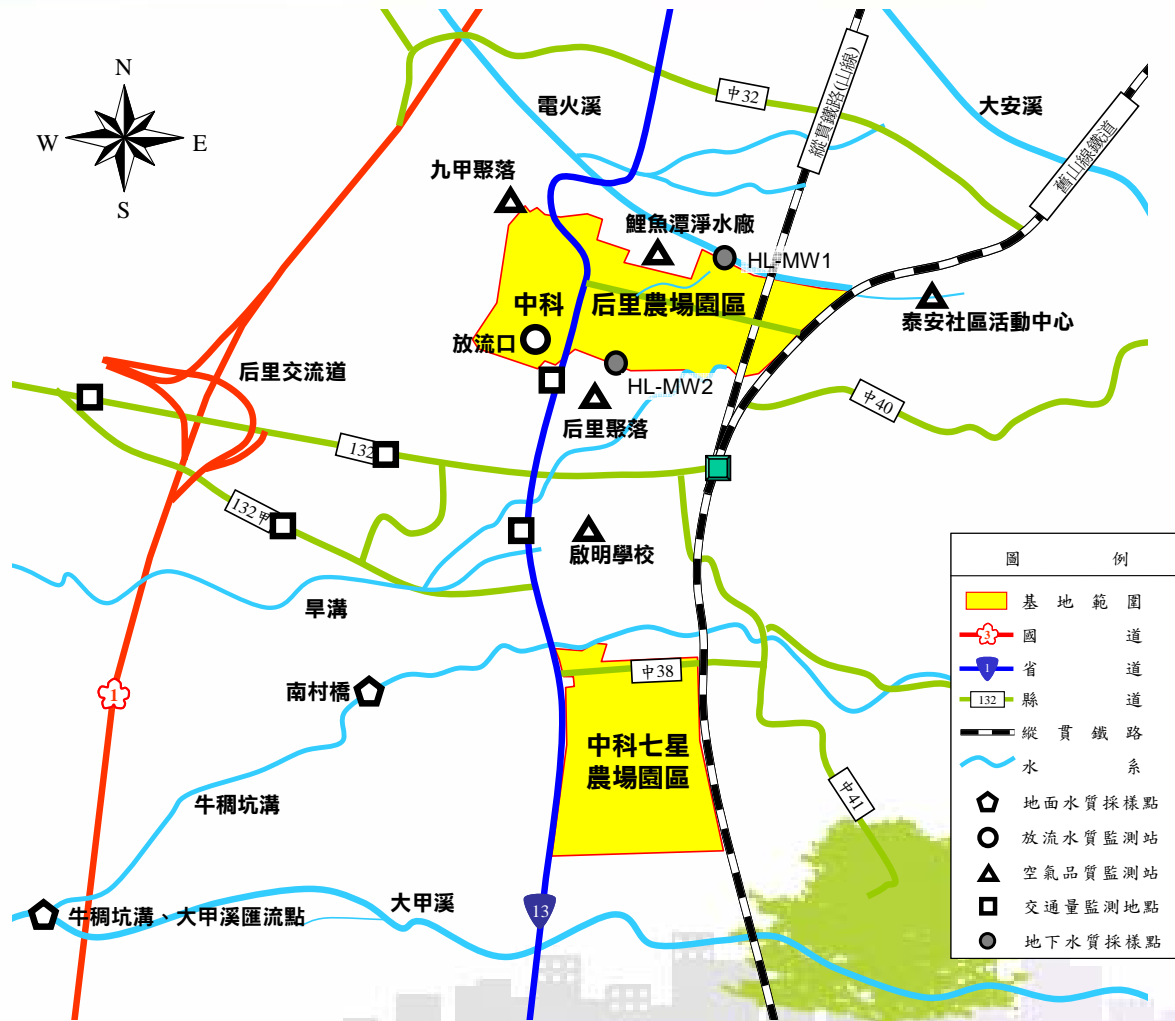 N
W
E
S
電火溪
中32
縱貫鐵路(山線)
大安溪
舊山線鐵道
九甲聚落
鯉魚潭淨水廠
HL-MW1
中科
后里農場園區
泰安社區活動中心
放流口
HL-MW2
后里交流道
后里聚落
中40
132
132甲
啟明學校
旱溝
南村橋
中38
1
中科七星
農場園區
牛稠坑溝
中41
牛稠坑溝、大甲溪匯流點
大甲溪
13
圖 例
基地範圍
3 國道
1 省道
132 縣道
縱貫鐵路
水系
地面水質採樣點
放流水質監測站
空氣品質監測站
交通量監測地點
地下水質採樣點